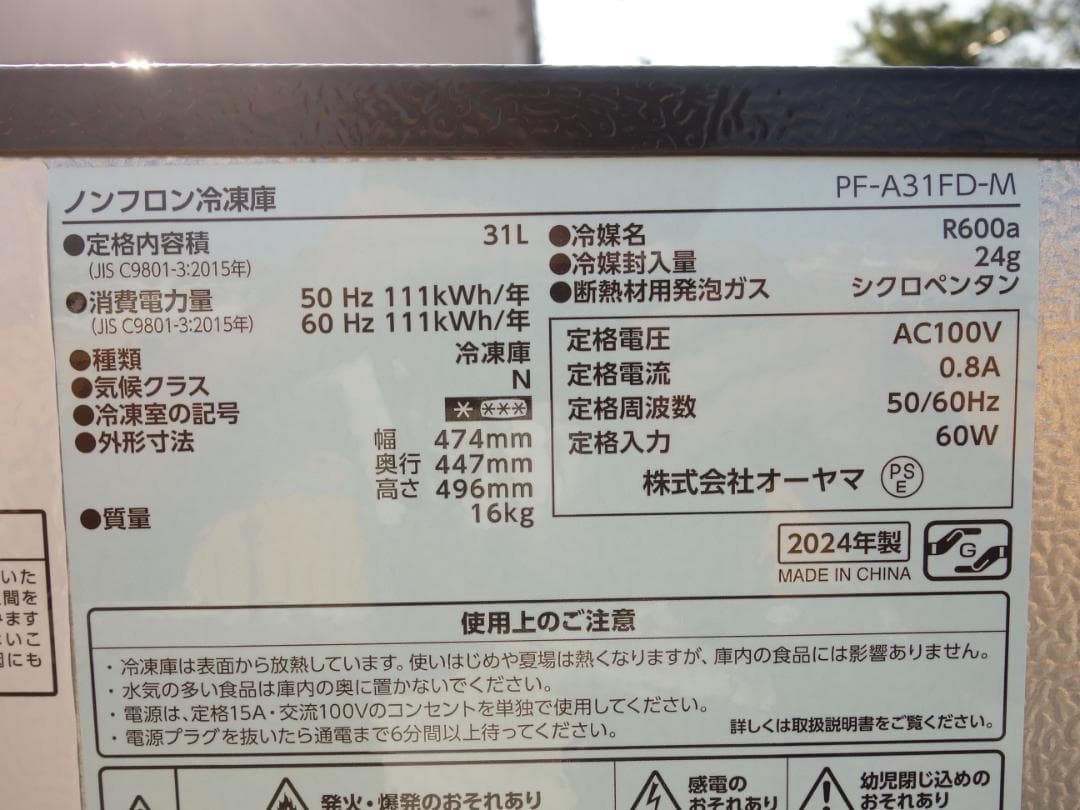 ノンフロン冷凍庫
PF-A31FD-M
●定格内容積 31L
(JIS C9801-3:2015年)
●消費電力量 50 Hz 111kWh/年
(JIS C9801-3:2015年) 60 Hz 111kWh/年
●種類 冷凍庫
●気候クラス N
●冷凍室の記号 * ***
●外形寸法 幅 474mm
奥行 447mm
高さ 496mm
●質量 16kg
●冷媒名 R600a
●冷媒封入量 24g
●断熱材用発泡ガス シクロペンタン
定格電圧 AC100V
定格電流 0.8A
定格周波数 50/60Hz
定格入力 60W
株式会社オーヤマ PSE
2024年製
MADE IN CHINA
G
使用上のご注意
・冷凍庫は表面から放熱しています。使いはじめや夏場は熱くなりますが、庫内の食品には影響ありません。
・水気の多い食品は庫内の奥に置かないでください。
・電源は、定格15A・交流100Vのコンセントを単独で使用してください。
・電源プラグを抜いたら通電まで6分間以上待ってください。
詳しくは取扱説明書をご覧ください。
発火・爆発のおそれあり
感電の
おそれあり
幼児閉じ込めの
おそれあり
いた
間を
ます
いこ
にも